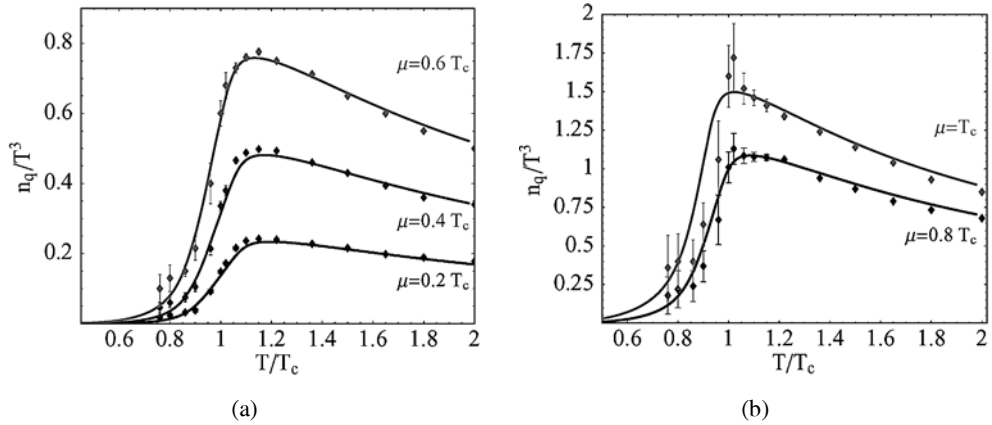 n_q/T³
0.8
0.6
0.4
0.2
0.6 0.8 1 1.2 1.4 1.6 1.8 2
T/T_c
μ=0.6 T_c
μ=0.4 T_c
μ=0.2 T_c
(a)
n_q/T³
2
1.75
1.5
1.25
1
0.75
0.5
0.25
0.6 0.8 1 1.2 1.4 1.6 1.8 2
T/T_c
μ=T_c
μ=0.8 T_c
(b)